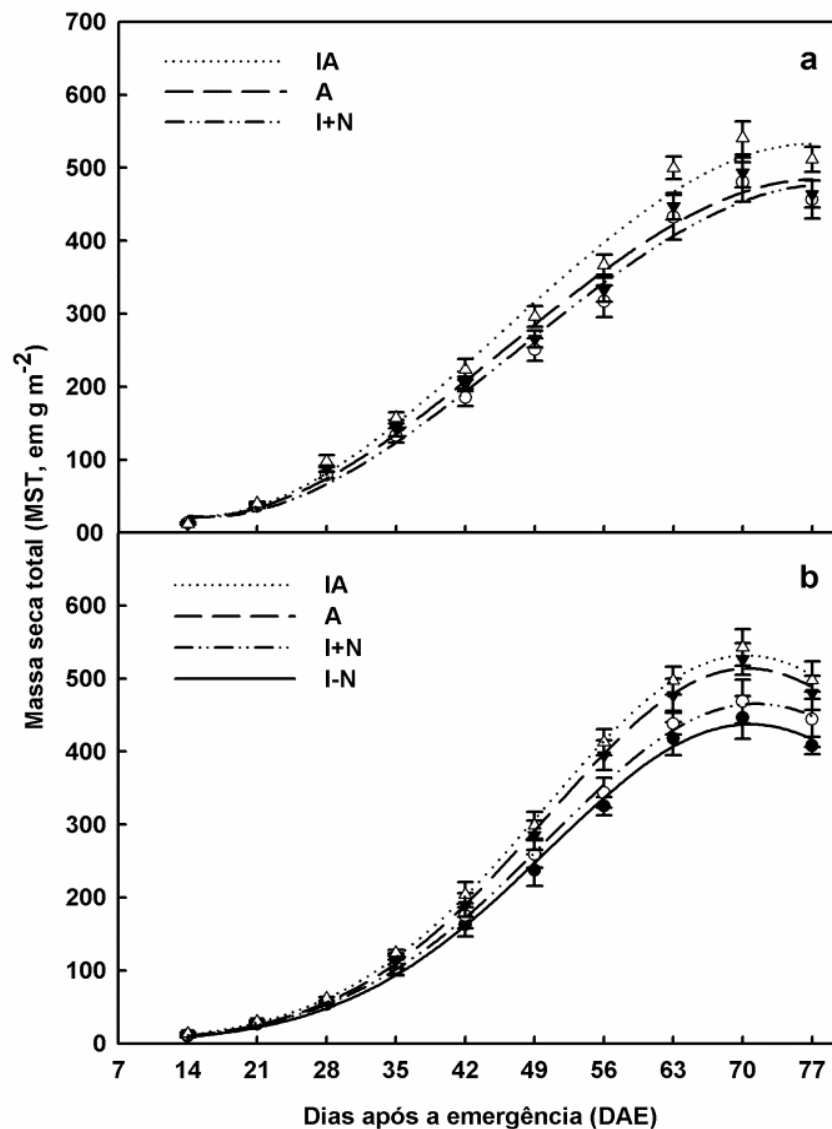 700
600
500
400
300
200
100
00
IA
A
I+N
a
Massa seca total (MST, em g m-2)
600
500
400
300
200
100
0
IA
A
I+N
I-N
b
7 14 21 28 35 42 49 56 63 70 77
Dias após a emergência (DAE)